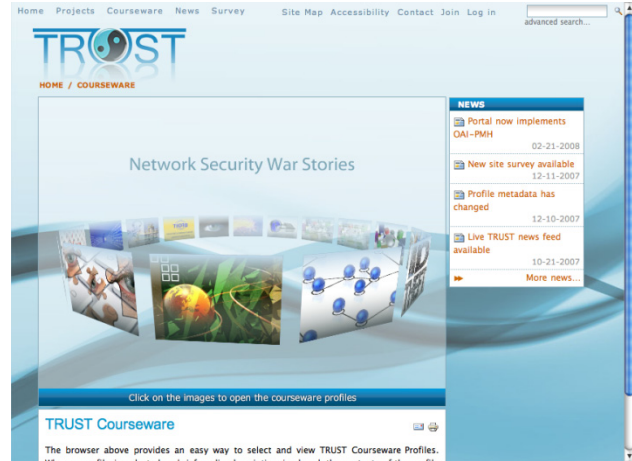 Home Projects Courseware News Survey Site Map Accessibility Contact Join Log in
advanced search...
TRUST
HOME / COURSEWARE
Network Security War Stories
Click on the images to open the courseware profiles
NEWS
Portal now implements
OAI-PMH
02-21-2008
New site survey available
12-11-2007
Profile metadata has
changed
12-10-2007
Live TRUST news feed
available
10-21-2007
More news...
TRUST Courseware
The browser above provides an easy way to select and view TRUST Courseware Profiles.